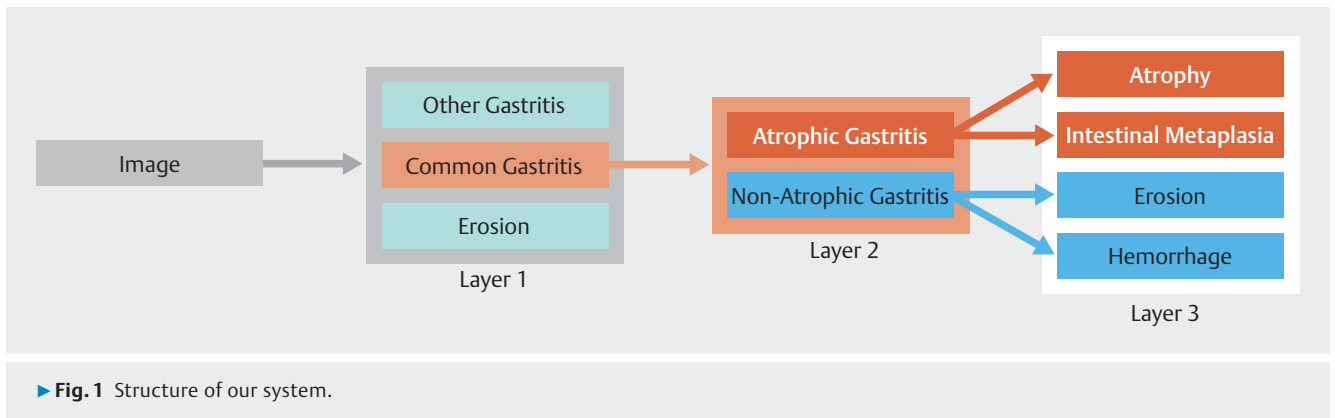 Image
Other Gastritis
Common Gastritis
Erosion
Layer 1
Atrophic Gastritis
Non-Atrophic Gastritis
Layer 2
Atrophy
Intestinal Metaplasia
Erosion
Hemorrhage
Layer 3
▶ Fig. 1 Structure of our system.